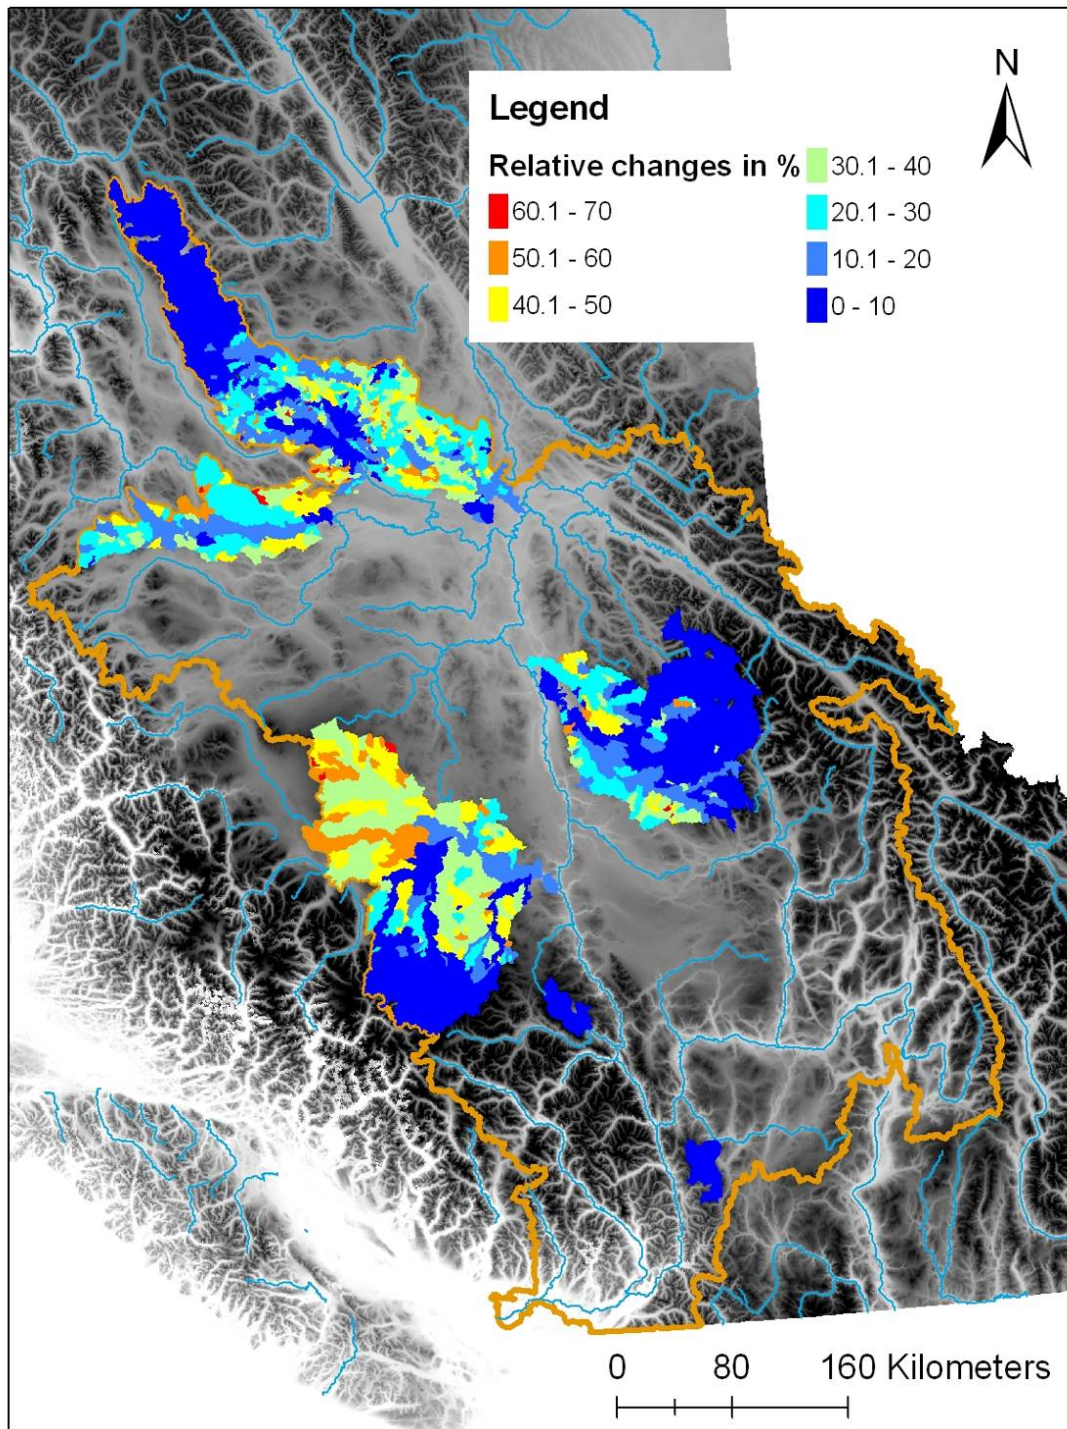 N
Legend
Relative changes in %
60.1 - 70
50.1 - 60
40.1 - 50
30.1 - 40
20.1 - 30
10.1 - 20
0 - 10
0 80 160 Kilometers